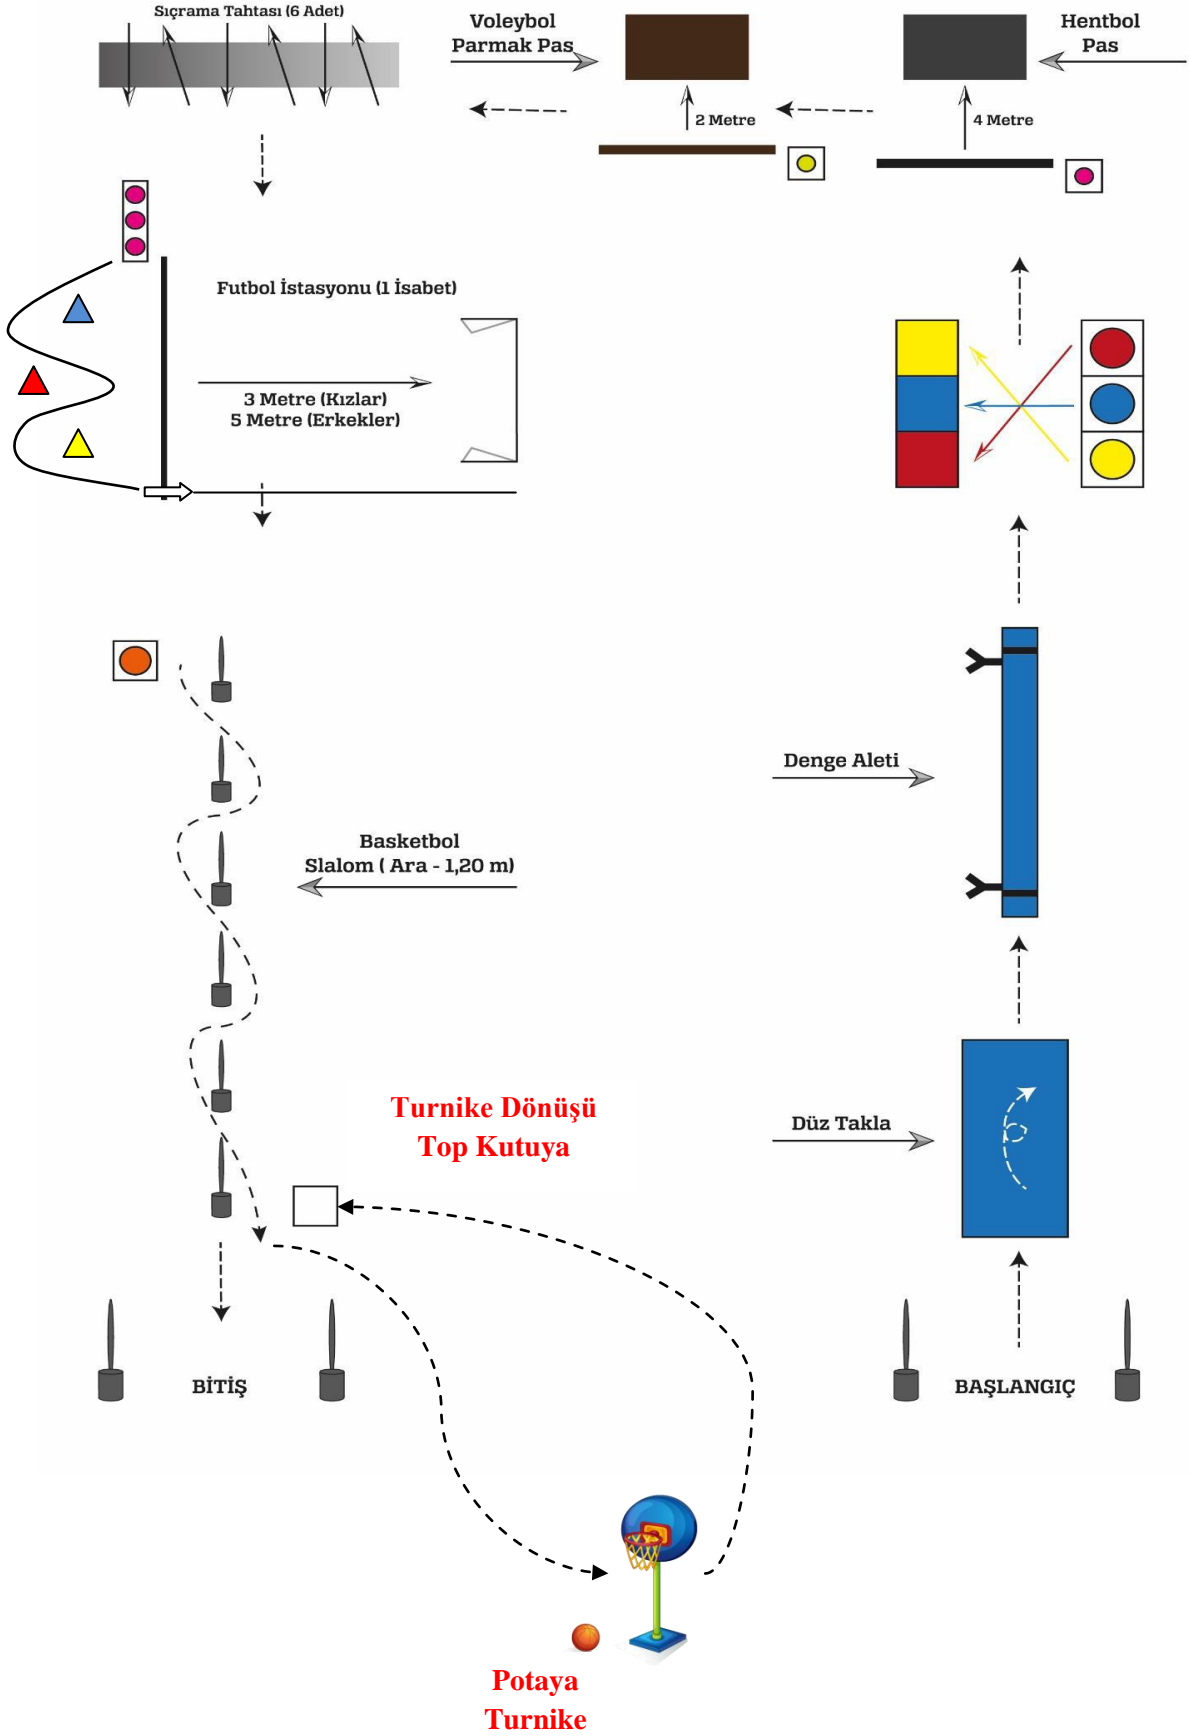 Sıçrama Tahtası (6 Adet)
Voleybol
Parmak Pas
Hentbol
Pas
2 Metre
4 Metre
Futbol İstasyonu (1 İsabet)
3 Metre (Kızlar)
5 Metre (Erkekler)
Denge Aleti
Basketbol
Slalom ( Ara - 1,20 m)
Turnike Dönüşü
Top Kutuya
Düz Takla
BİTİŞ
BAŞLANGIÇ
Potaya
Turnike